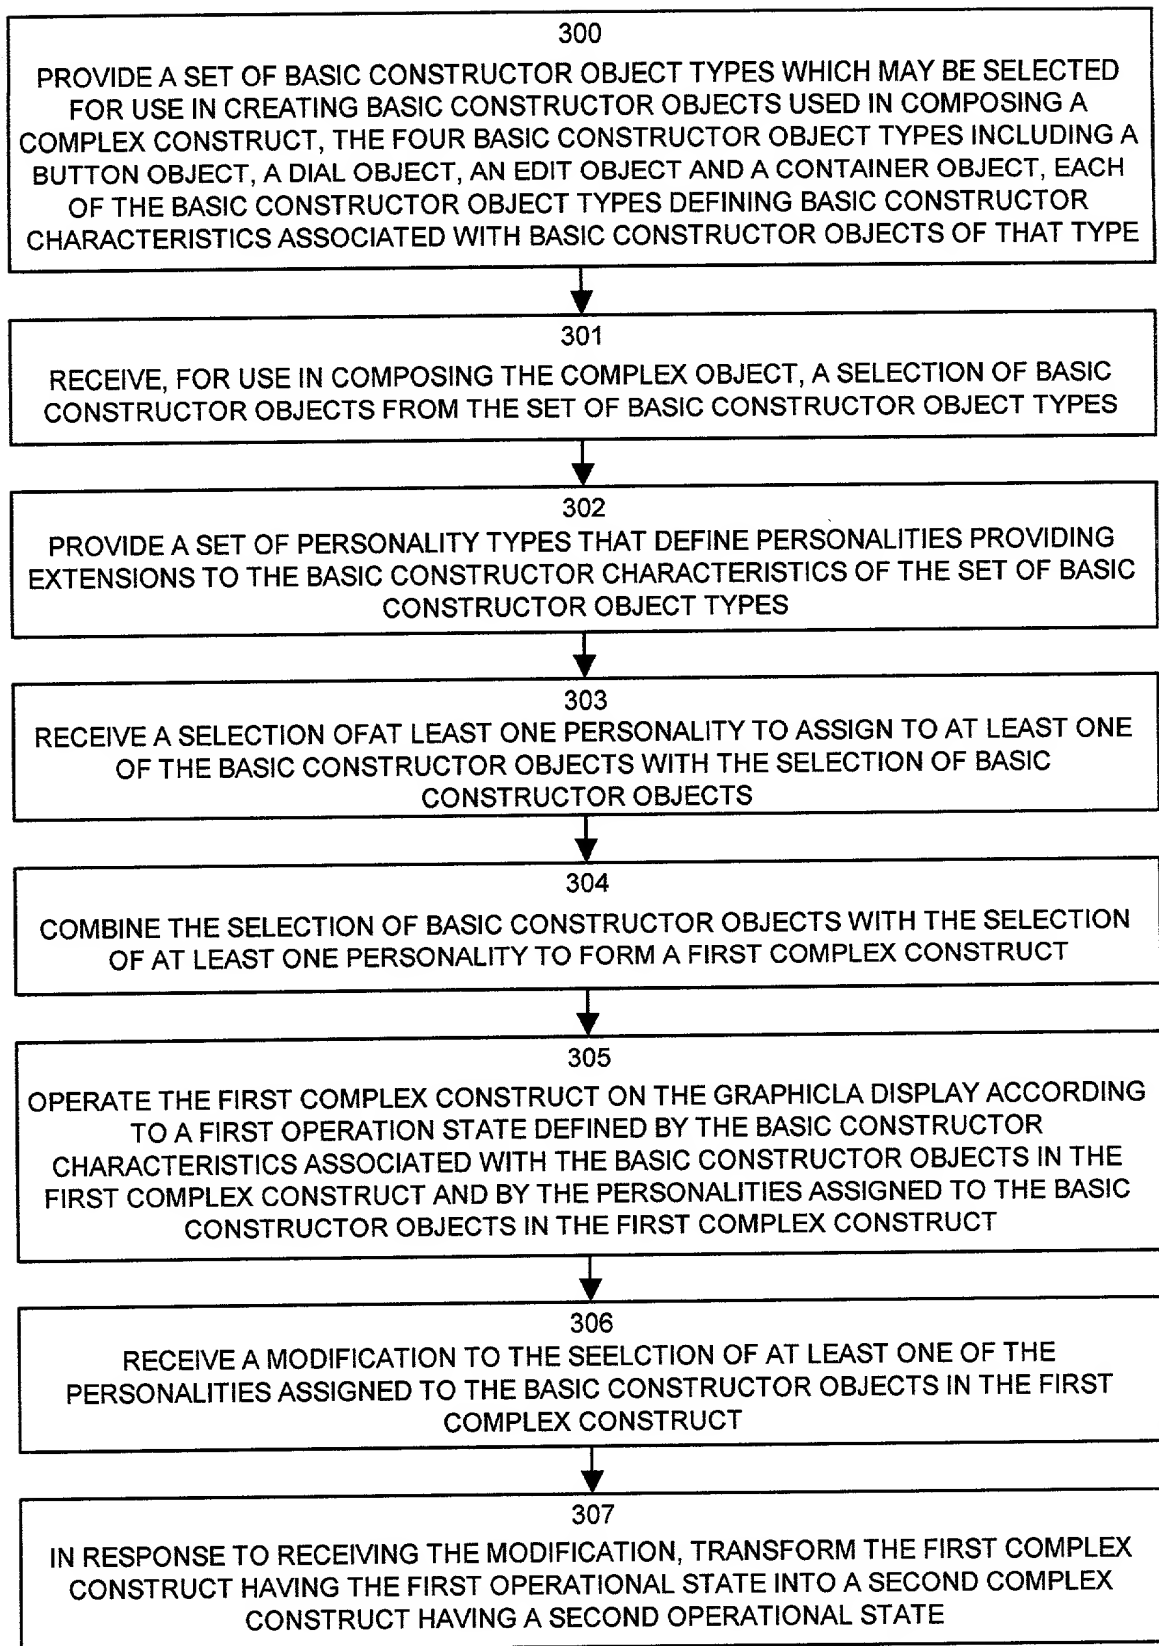 300
PROVIDE A SET OF BASIC CONSTRUCTOR OBJECT TYPES WHICH MAY BE SELECTED
FOR USE IN CREATING BASIC CONSTRUCTOR OBJECTS USED IN COMPOSING A
COMPLEX CONSTRUCT, THE FOUR BASIC CONSTRUCTOR OBJECT TYPES INCLUDING A
BUTTON OBJECT, A DIAL OBJECT, AN EDIT OBJECT AND A CONTAINER OBJECT, EACH
OF THE BASIC CONSTRUCTOR OBJECT TYPES DEFINING BASIC CONSTRUCTOR
CHARACTERISTICS ASSOCIATED WITH BASIC CONSTRUCTOR OBJECTS OF THAT TYPE
301
RECEIVE, FOR USE IN COMPOSING THE COMPLEX OBJECT, A SELECTION OF BASIC
CONSTRUCTOR OBJECTS FROM THE SET OF BASIC CONSTRUCTOR OBJECT TYPES
302
PROVIDE A SET OF PERSONALITY TYPES THAT DEFINE PERSONALITIES PROVIDING
EXTENSIONS TO THE BASIC CONSTRUCTOR CHARACTERISTICS OF THE SET OF BASIC
CONSTRUCTOR OBJECT TYPES
303
RECEIVE A SELECTION OFAT LEAST ONE PERSONALITY TO ASSIGN TO AT LEAST ONE
OF THE BASIC CONSTRUCTOR OBJECTS WITH THE SELECTION OF BASIC
CONSTRUCTOR OBJECTS
304
COMBINE THE SELECTION OF BASIC CONSTRUCTOR OBJECTS WITH THE SELECTION
OF AT LEAST ONE PERSONALITY TO FORM A FIRST COMPLEX CONSTRUCT
305
OPERATE THE FIRST COMPLEX CONSTRUCT ON THE GRAPHICLA DISPLAY ACCORDING
TO A FIRST OPERATION STATE DEFINED BY THE BASIC CONSTRUCTOR
CHARACTERISTICS ASSOCIATED WITH THE BASIC CONSTRUCTOR OBJECTS IN THE
FIRST COMPLEX CONSTRUCT AND BY THE PERSONALITIES ASSIGNED TO THE BASIC
CONSTRUCTOR OBJECTS IN THE FIRST COMPLEX CONSTRUCT
306
RECEIVE A MODIFICATION TO THE SEELCTION OF AT LEAST ONE OF THE
PERSONALITIES ASSIGNED TO THE BASIC CONSTRUCTOR OBJECTS IN THE FIRST
COMPLEX CONSTRUCT
307
IN RESPONSE TO RECEIVING THE MODIFICATION, TRANSFORM THE FIRST COMPLEX
CONSTRUCT HAVING THE FIRST OPERATIONAL STATE INTO A SECOND COMPLEX
CONSTRUCT HAVING A SECOND OPERATIONAL STATE